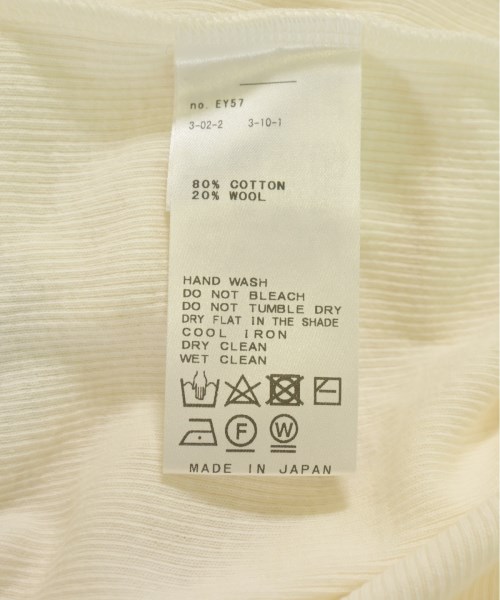 no. EY57
3-02-2 3-10-1
80% COTTON
20% WOOL
HAND WASH
DO NOT BLEACH
DO NOT TUMBLE DRY
DRY FLAT IN THE SHADE
COOL IRON
DRY CLEAN
WET CLEAN
F W
MADE IN JAPAN